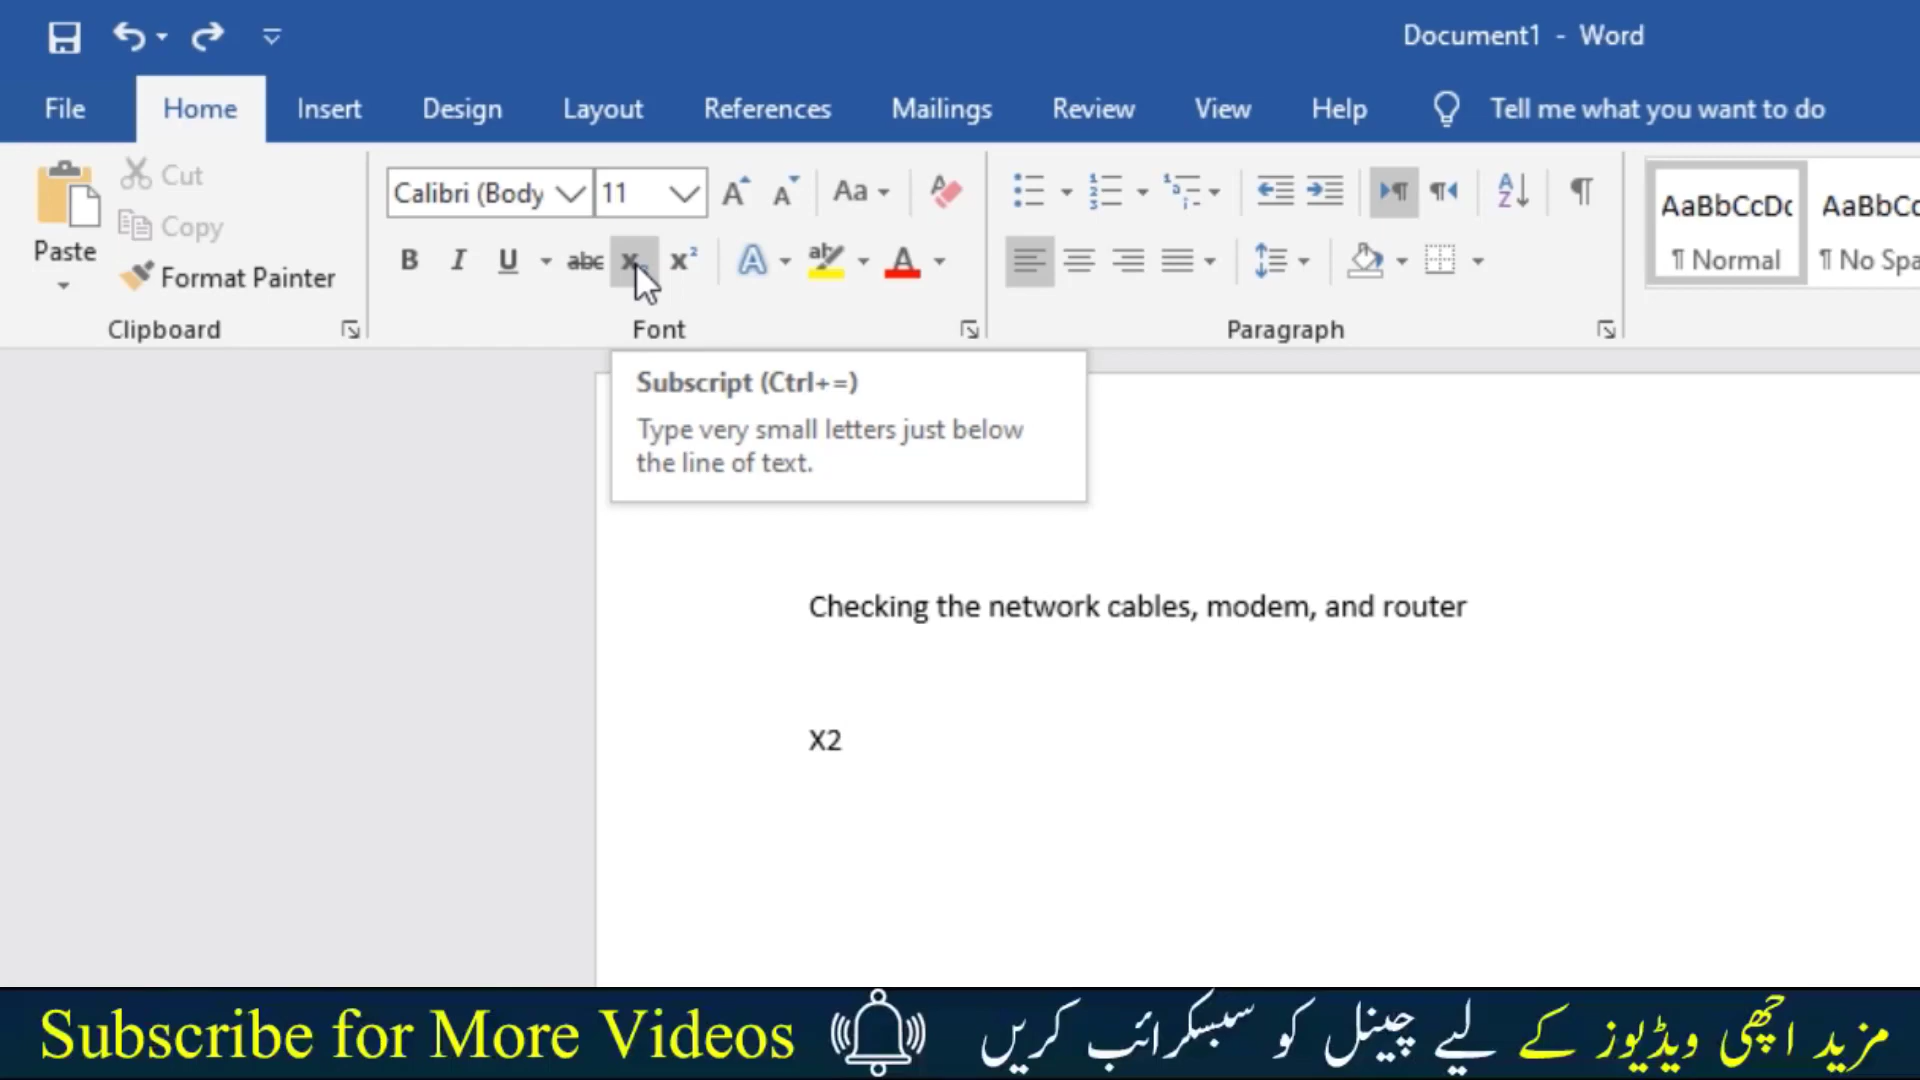 Document1 - Word
File Home Insert Design Layout References Mailings Review View Help Tell me what you want to do
Paste
Cut
Copy
Format Painter
Clipboard
Calibri (Body
11
Aa
B I U abc x₂ x²
Font
Paragraph
AaBbCcDc
¶ Normal
AaBbCc
¶ No Spa
Subscript (Ctrl+=)
Type very small letters just below
the line of text.
Checking the network cables, modem, and router
X2
Subscribe for More Videos
مزید اچھی ویڈیوز کے لیے چینل کو سبسکرائب کریں